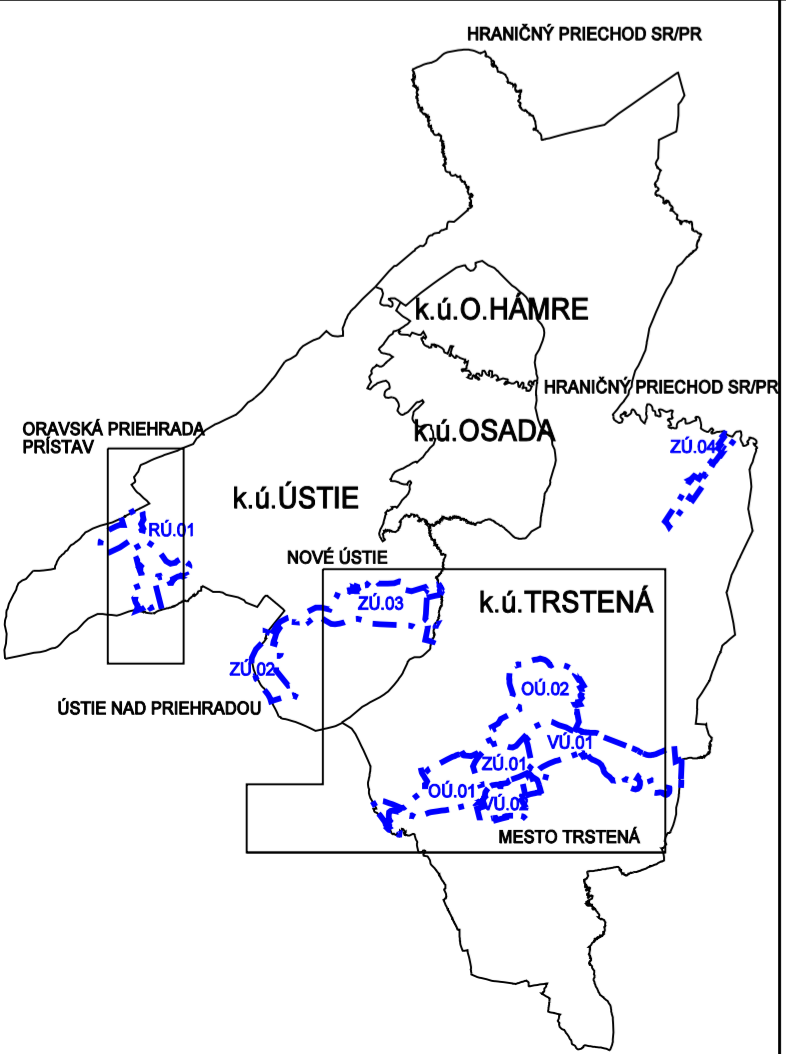 HRANIČNÝ PRIECHOD SR/PR
k.ú.O.HÁMRE
HRANIČNÝ PRIECHOD SR/PR
ORAVSKÁ PRIEHRADA
PRÍSTAV
k.ú.OSADA
ZÚ.04
k.ú.ÚSTIE
RÚ.01
NOVÉ ÚSTIE
ZÚ.03
k.ú.TRSTENÁ
ZÚ.02
OÚ.02
ÚSTIE NAD PRIEHRADOU
VÚ.01
ZÚ.01
OÚ.01
VÚ.02
MESTO TRSTENÁ